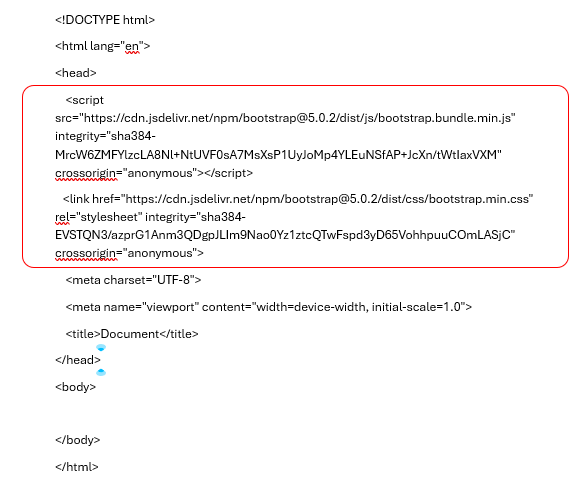 <!DOCTYPE html>
<html lang="en">
<head>
<script
src="https://cdn.jsdelivr.net/npm/bootstrap@5.0.2/dist/js/bootstrap.bundle.min.js"
integrity="sha384-
MrcW6ZMFYlzcLA8Nl+NtUVF0sA7MsXsP1UyJoMp4YLEuNSfAP+JcXn/tWtIaxVXM"
crossorigin="anonymous"></script>
<link href="https://cdn.jsdelivr.net/npm/bootstrap@5.0.2/dist/css/bootstrap.min.css"
rel="stylesheet" integrity="sha384-
EVSTQN3/azprG1Anm3QDgpJLIm9Nao0Yz1ztcQTwFspd3yD65VohhpuuCOmLASjC"
crossorigin="anonymous">
<meta charset="UTF-8">
<meta name="viewport" content="width=device-width, initial-scale=1.0">
<title>Document</title>
</head>
<body>
</body>
</html>